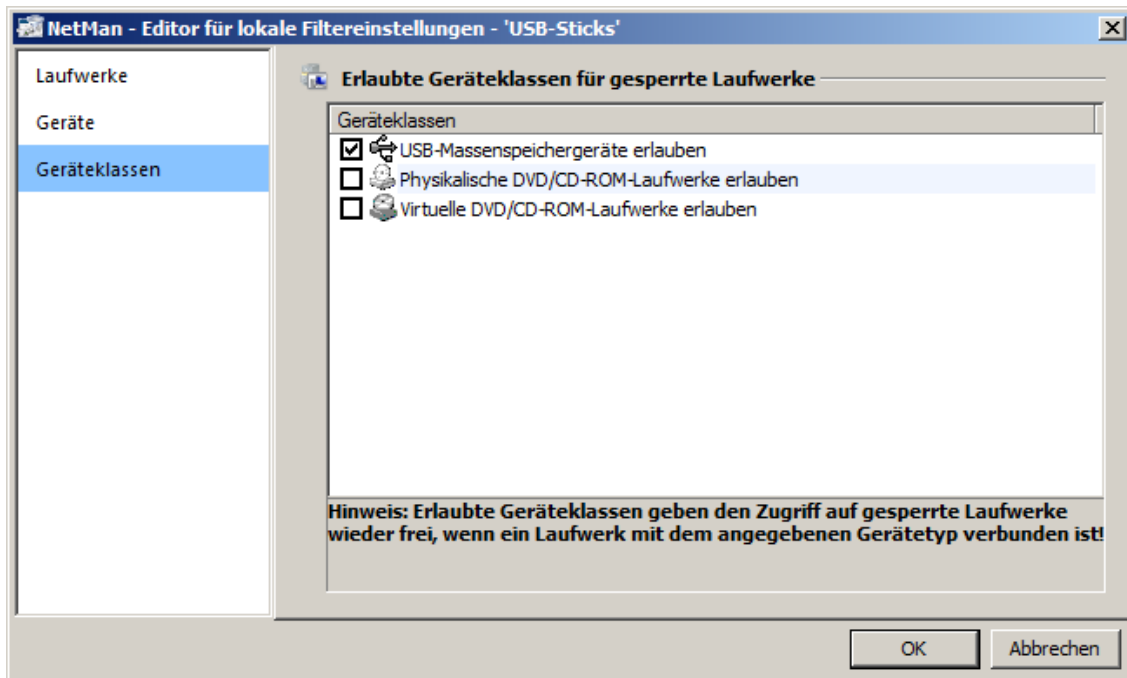 NetMan - Editor für lokale Filtereinstellungen - 'USB-Sticks'
Laufwerke
Geräte
Geräteklassen
Erlaubte Geräteklassen für gesperrte Laufwerke
Geräteklassen
USB-Massenspeichergeräte erlauben
Physikalische DVD/CD-ROM-Laufwerke erlauben
Virtuelle DVD/CD-ROM-Laufwerke erlauben
Hinweis: Erlaubte Geräteklassen geben den Zugriff auf gesperrte Laufwerke
wieder frei, wenn ein Laufwerk mit dem angegebenen Gerätetyp verbunden ist!
OK
Abbrechen